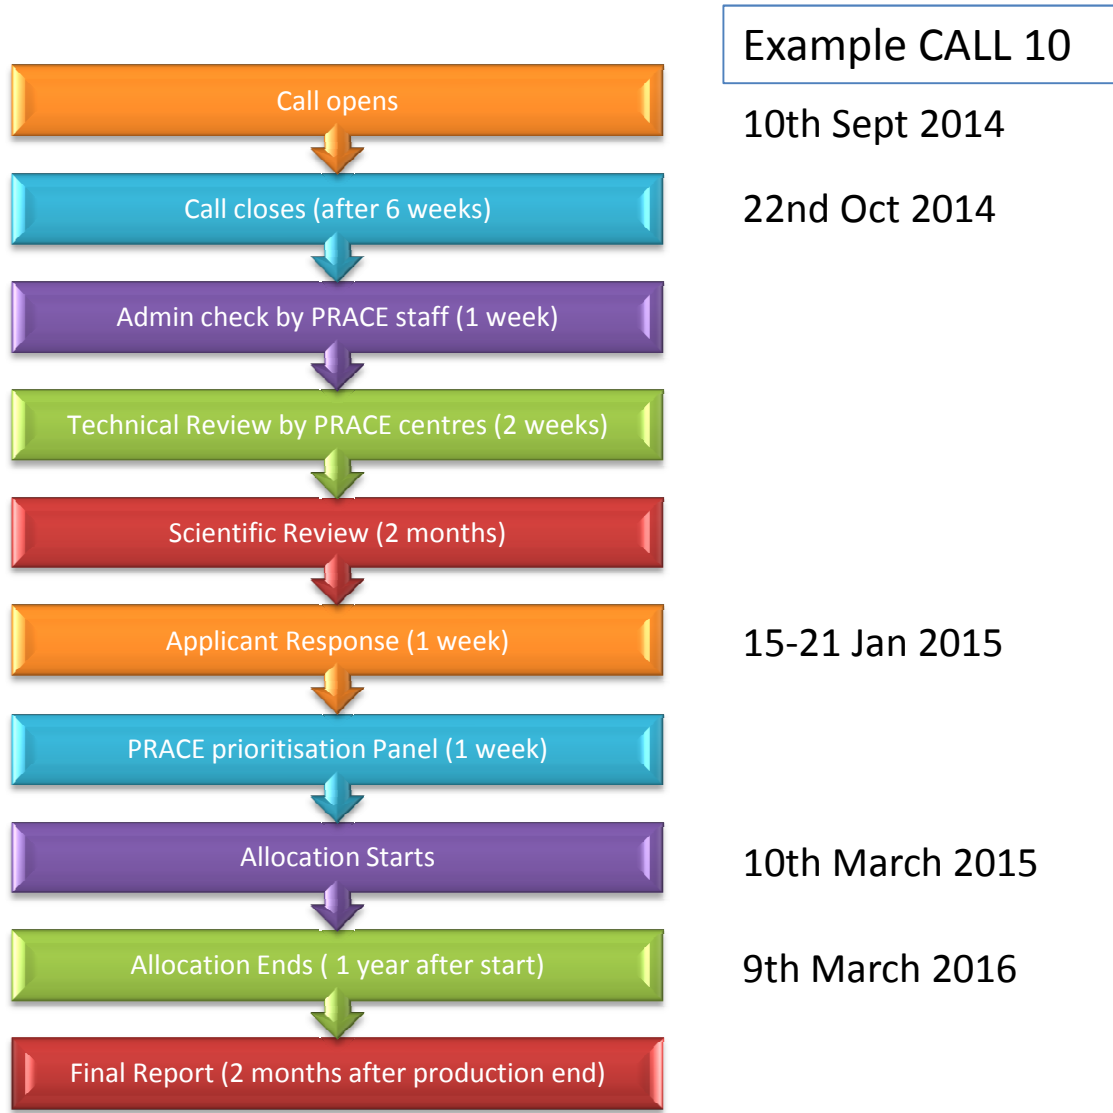 Example CALL 10
Call opens
10th Sept 2014
Call closes (after 6 weeks)
22nd Oct 2014
Admin check by PRACE staff (1 week)
Technical Review by PRACE centres (2 weeks)
Scientific Review (2 months)
Applicant Response (1 week)
15-21 Jan 2015
PRACE prioritisation Panel (1 week)
Allocation Starts
10th March 2015
Allocation Ends ( 1 year after start)
9th March 2016
Final Report (2 months after production end)